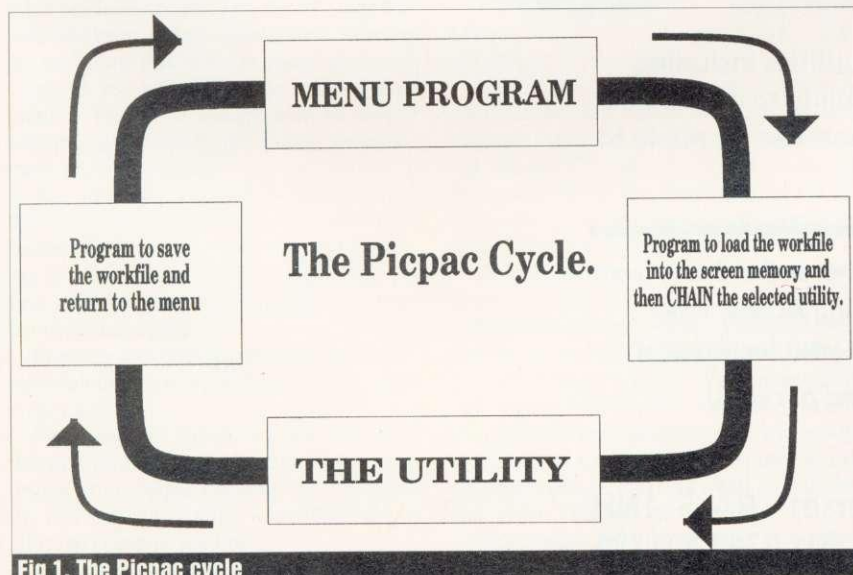 MENU PROGRAM
Program to save
the workfile and
return to the menu
The Picpac Cycle.
Program to load the workfile
into the screen memory and
then CHAIN the selected utility.
THE UTILITY
Fig 1. The Picpac cycle